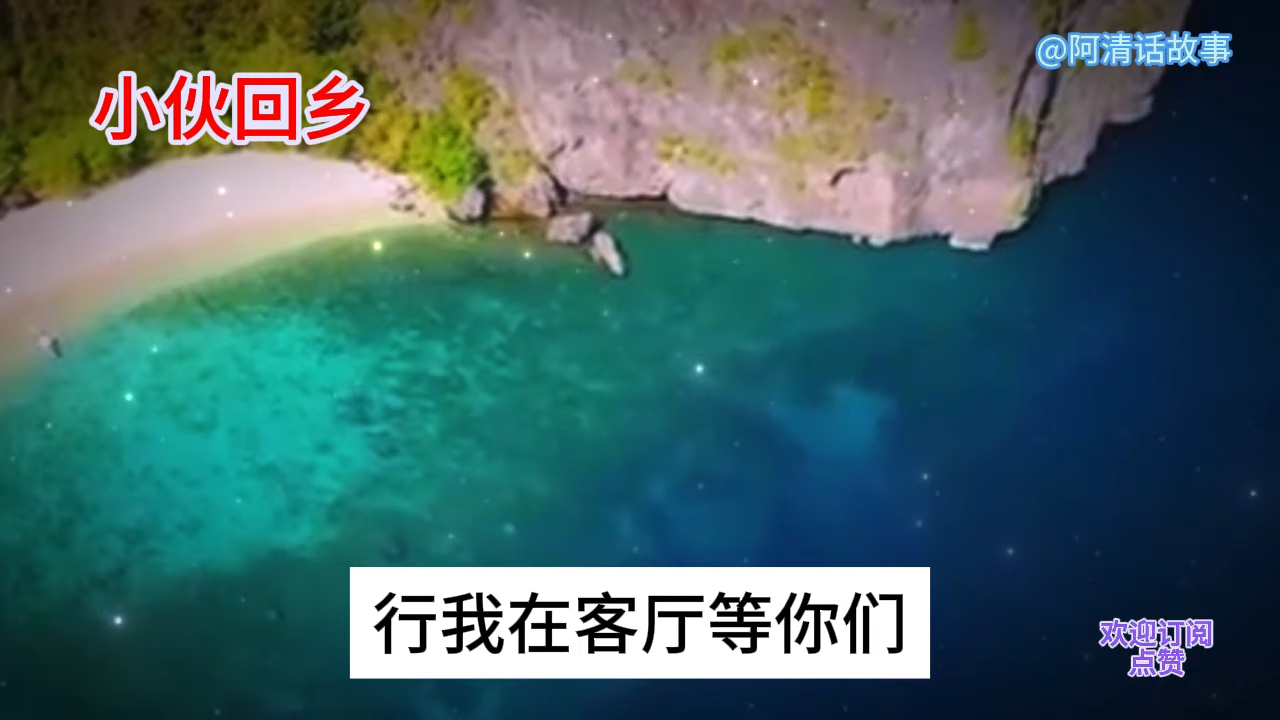 @阿清话故事
小伙回乡
行我在客厅等你们
欢迎订阅
点赞